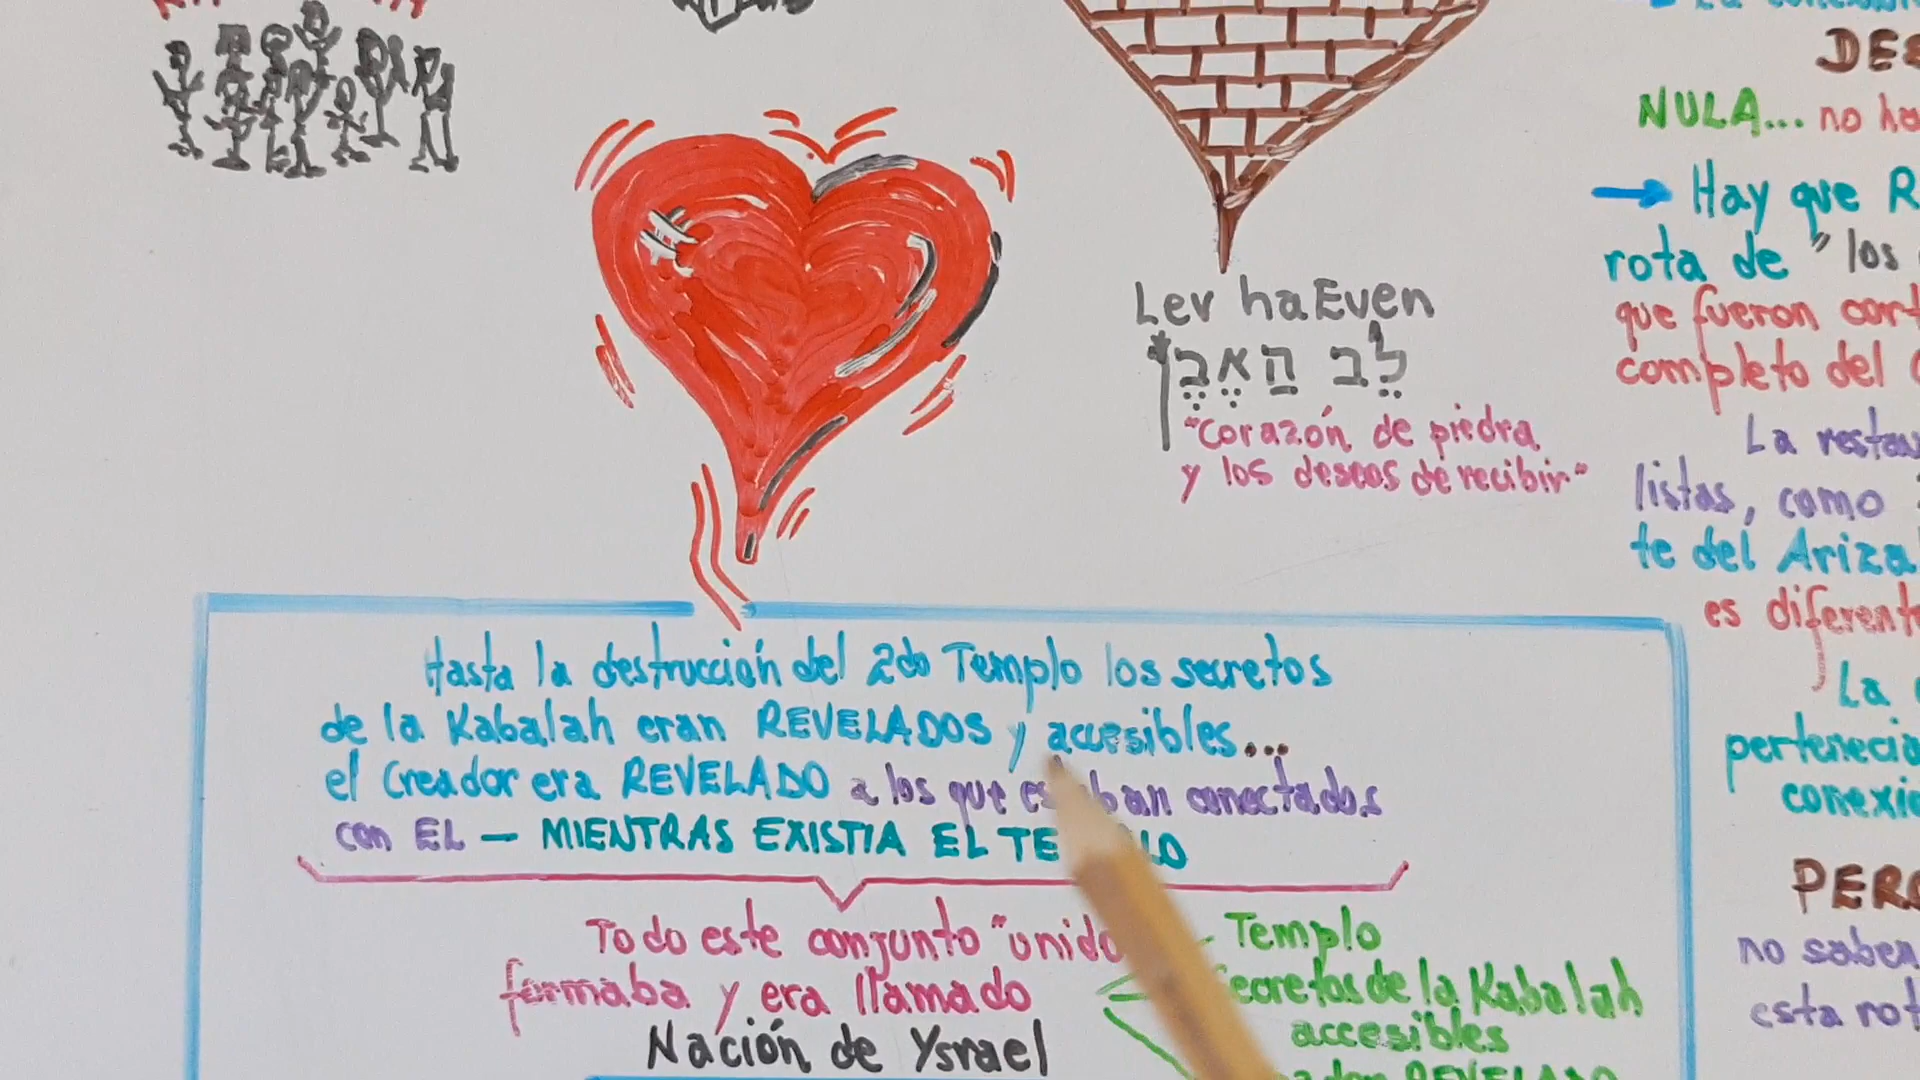 Lev haEven
לֵב הַאֶבֶן
"Corazón de piedra
y los deseos de recibir"
Hasta la destrucción del 2do Templo los secretos
de la Kabalah eran REVELADOS y accesibles...
el Creador era REVELADO a los que estaban conectados
con EL — MIENTRAS EXISTIA EL TEMPLO
Todo este conjunto "unido
formaba y era llamado
Nación de Ysrael
Templo
Secretos de la Kabalah
accesibles
REVELADO
NULA... no
→ Hay que
rota de "los
que fueron
completo del
La
listas, como
te del
es
La
no saben
esta